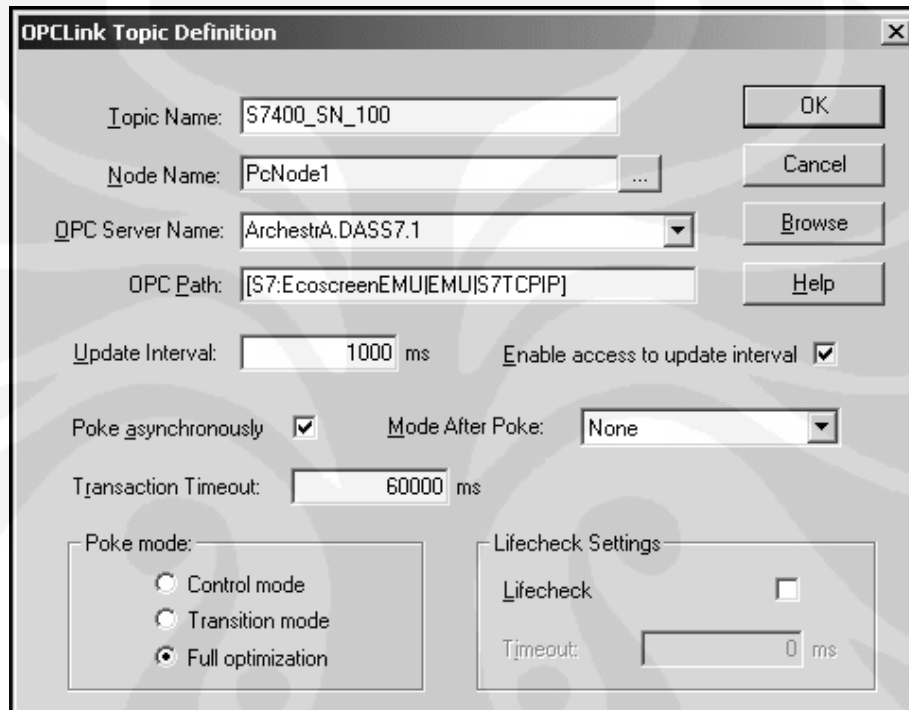 OPCLink Topic Definition
Topic Name: S7400_SN_100
OK
Node Name: PcNode1 ...
Cancel
OPC Server Name: ArchestrA.DASS7.1
Browse
OPC Path: [S7:EcoscreenEMU|EMU|S7TCPIP]
Help
Update Interval: 1000 ms
Enable access to update interval
Poke asynchronously
Mode After Poke: None
Transaction Timeout: 60000 ms
Poke mode:
Control mode
Transition mode
Full optimization
Lifecheck Settings
Lifecheck
Timeout: 0 ms